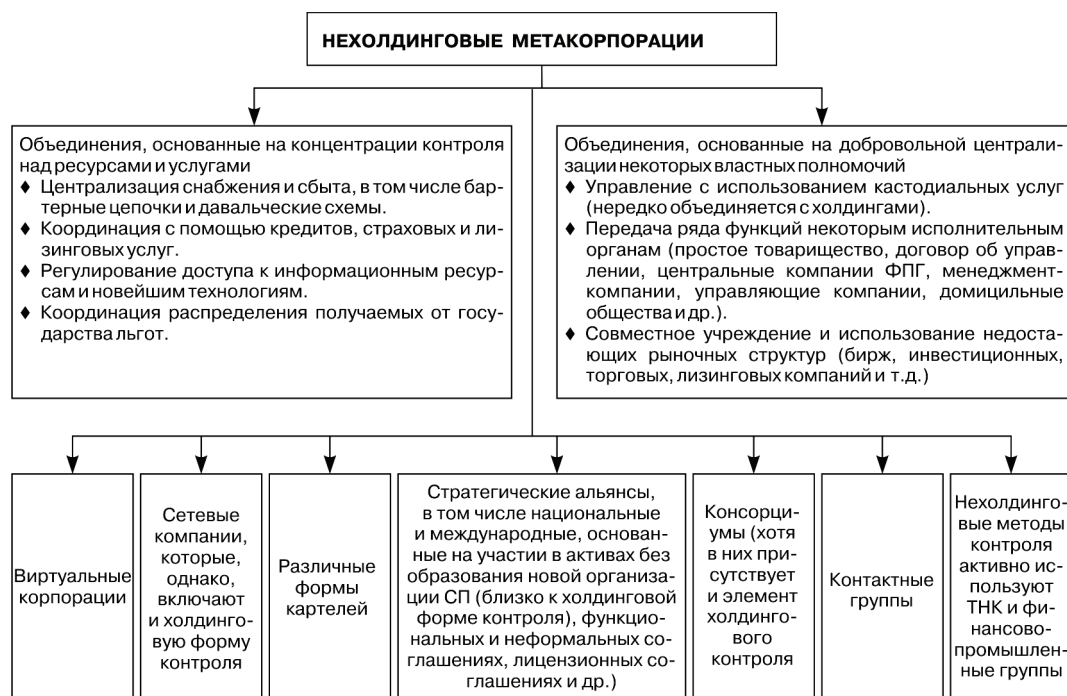 НЕХОЛДИНГОВЫЕ МЕТАКОРПОРАЦИИ
Объединения, основанные на концентрации контроля
над ресурсами и услугами
♦ Централизация снабжения и сбыта, в том числе бар-
терные цепочки и давальческие схемы.
♦ Координация с помощью кредитов, страховых и ли-
зинговых услуг.
♦ Регулирование доступа к информационным ресур-
сам и новейшим технологиям.
♦ Координация распределения получаемых от госу-
дарства льгот.
Объединения, основанные на добровольной централи-
зации некоторых властных полномочий
♦ Управление с использованием кастодиальных услуг
(нередко объединяется с холдингами).
♦ Передача ряда функций некоторым исполнительным
органам (простое товарищество, договор об управ-
лении, центральные компании ФПГ, менеджмент-
компании, управляющие компании, домицильные
общества и др.).
♦ Совместное учреждение и использование недоста-
ющих рыночных структур (бирж, инвестиционных,
торговых, лизинговых компаний и т.д.)
Виртуальные
корпорации
Сетевые
компании,
которые,
однако,
включают
и холдинго-
вую форму
контроля
Различные
формы
картелей
Стратегические альянсы,
в том числе национальные
и международные, основан-
ные на участии в активах без
образования новой организа-
ции СП (близко к холдинговой
форме контроля), функцио-
нальных и неформальных со-
глашениях, лицензионных со-
глашениях и др.)
Консорци-
умы (хотя
в них при-
сутствует
и элемент
холдинго-
вого
контроля
Контактные
группы
Нехолдинго-
вые методы
контроля
активно ис-
пользуют
ТНК и фи-
нансово-
промышлен-
ные группы